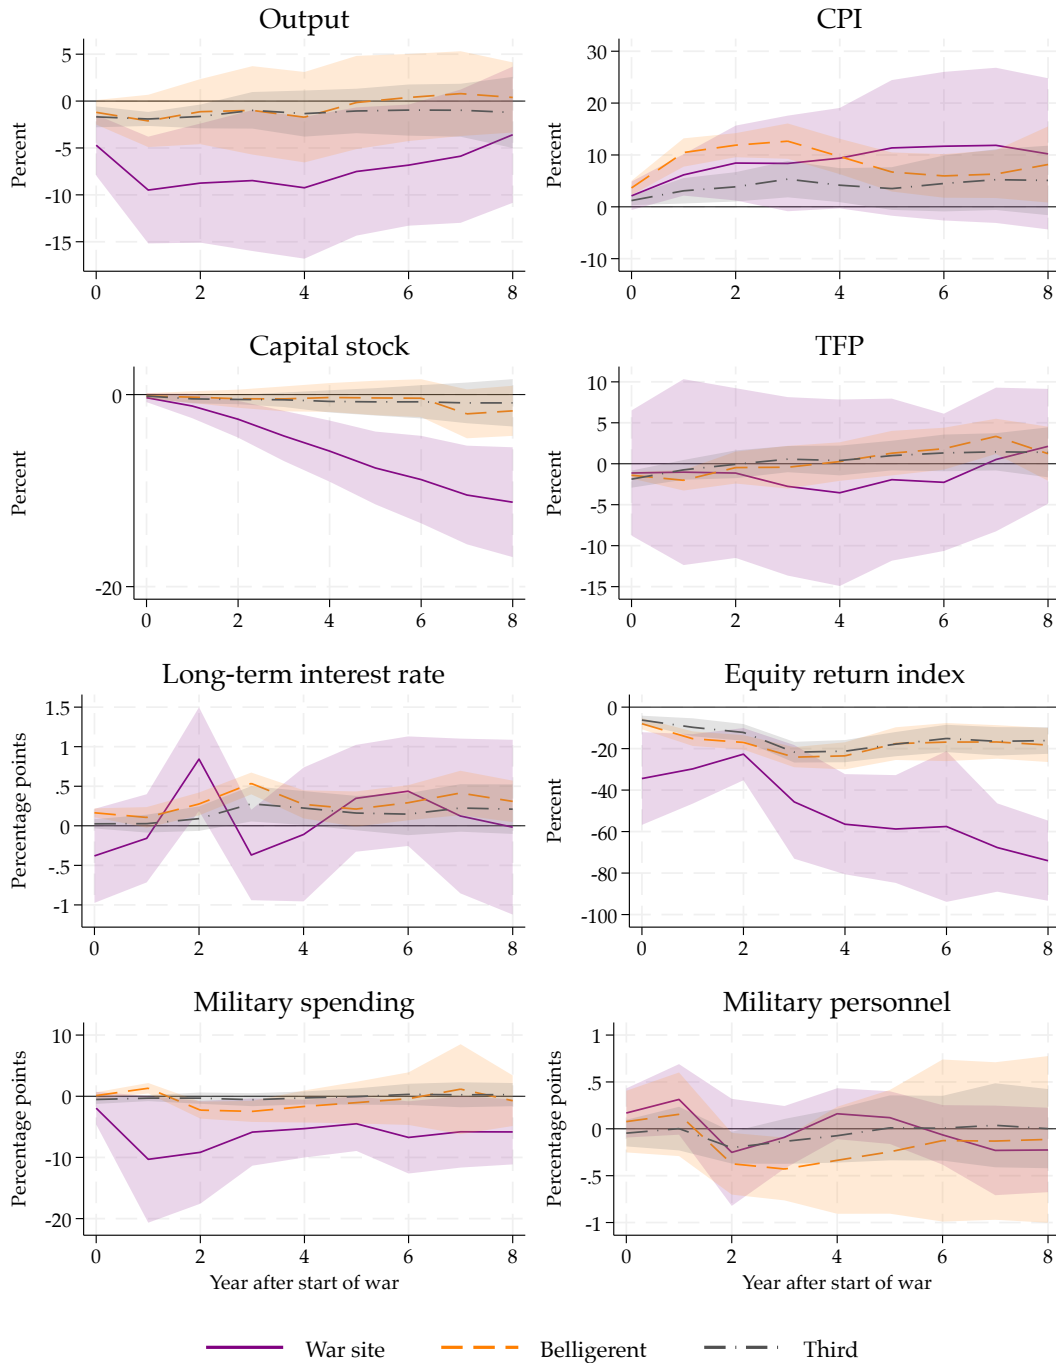 Output
CPI
Percent
5
0
-5
-10
-15
0 2 4 6 8
Percent
30
20
10
0
-10
0 2 4 6 8
Capital stock
TFP
Percent
0
-20
0 2 4 6 8
Percent
10
5
0
-5
-10
-15
0 2 4 6 8
Long-term interest rate
Equity return index
Percentage points
1.5
1
.5
0
-.5
-1
0 2 4 6 8
Percent
0
-20
-40
-60
-80
-100
0 2 4 6 8
Military spending
Military personnel
Percentage points
10
0
-10
-20
0 2 4 6 8
Year after start of war
Percentage points
1
.5
0
-.5
-1
0 2 4 6 8
Year after start of war
War site Belligerent Third